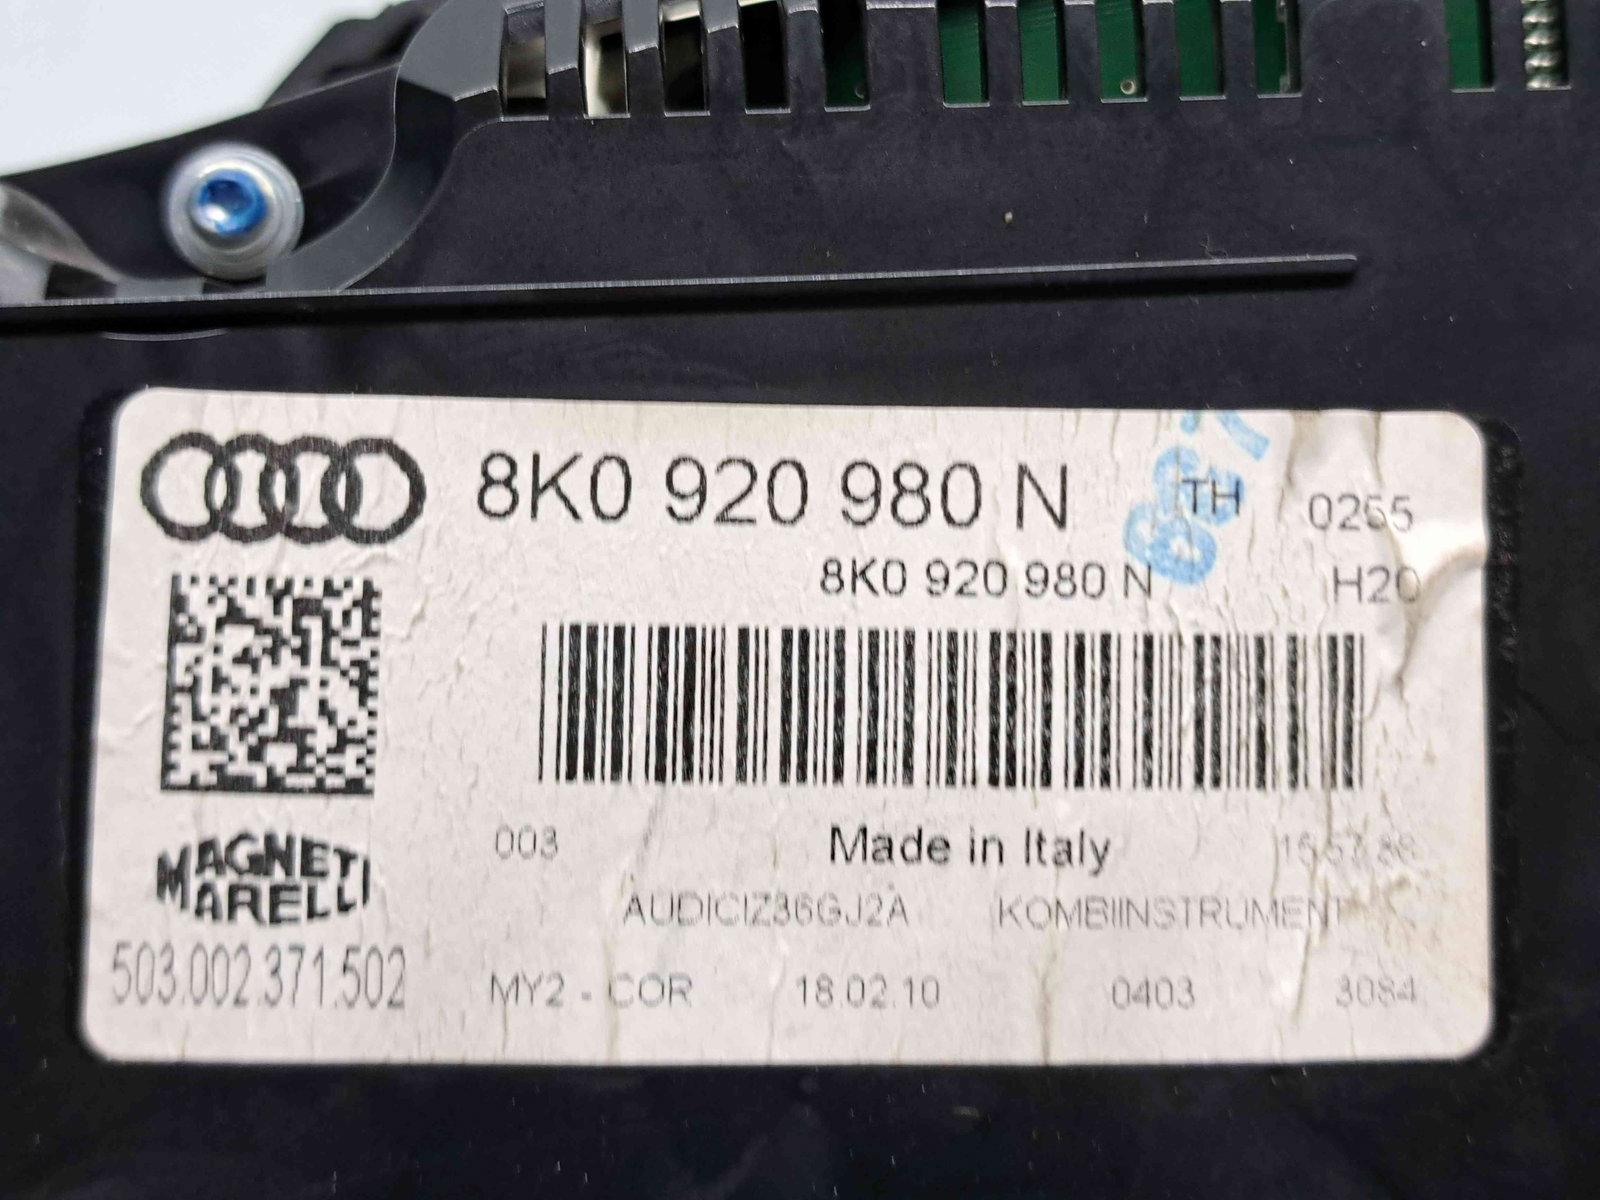 8K0 920 980 N TH 0255
8K0 920 980 N H20
003 Made in Italy
MAGNETI
MARELLI
AUDICIZ36GJ2A KOMBIINSTRUMENT
503.002.371.502
MY2 - COR 18.02.10 0403 3084